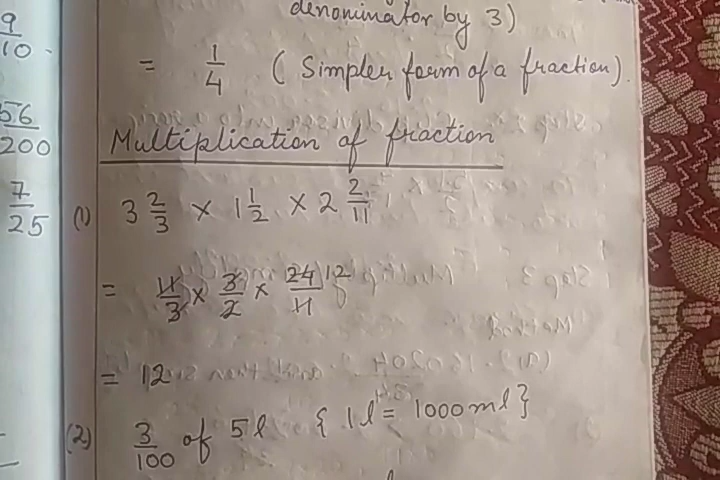 9/10.
56/200
7/25
denominator by 3)
= 1/4 (Simpler form of a fraction).
Multiplication of fraction
(1) 3 2/3 × 1 1/2 × 2 2/11
= 11/3 × 3/2 × 24/11 12
= 12
(2) 3/100 of 5l {1l = 1000ml}